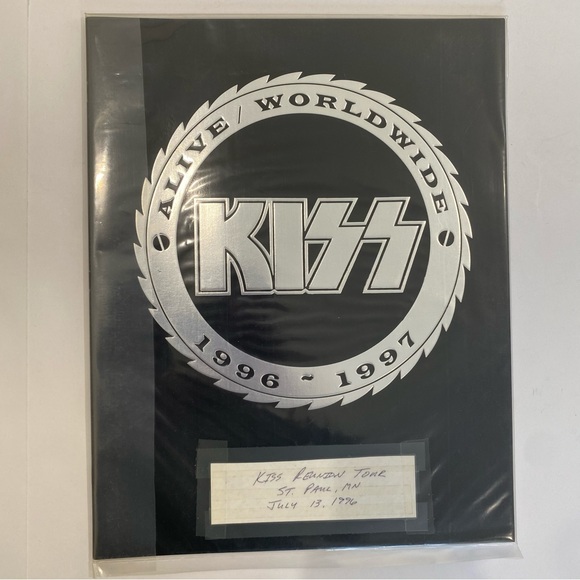 ALIVE / WORLDWIDE
KISS
1996 ~ 1997
KISS REUNION TOUR
ST. PAUL, MN
JULY 13, 1996